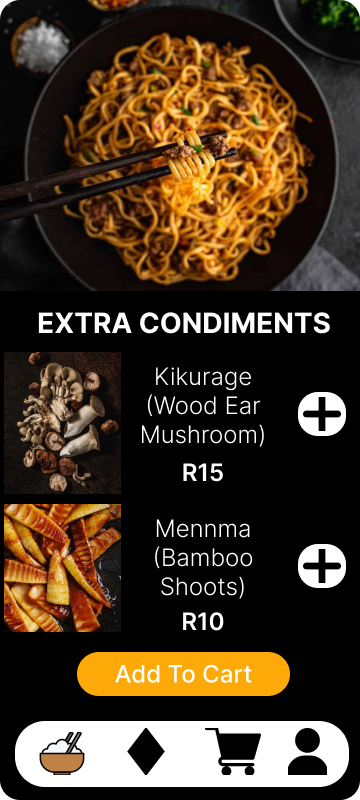 EXTRA CONDIMENTS
Kikurage
(Wood Ear
Mushroom)
R15
Mennma
(Bamboo
Shoots)
R10
Add To Cart